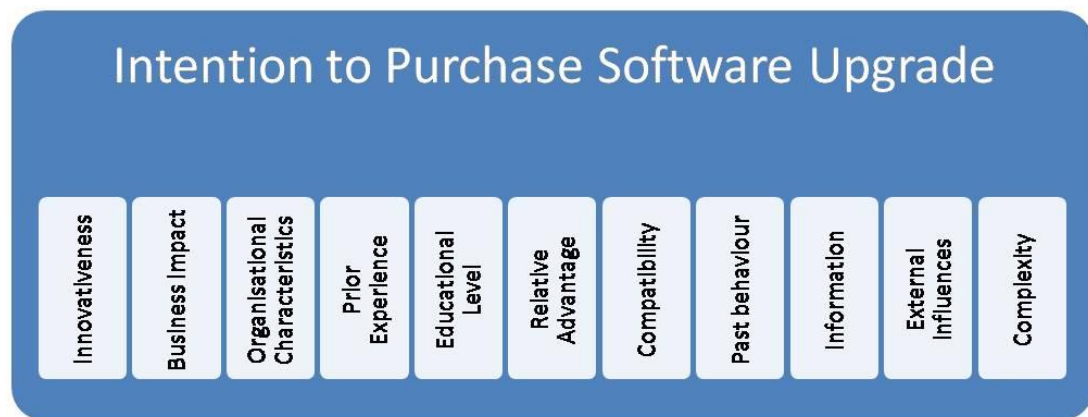 Intention to Purchase Software Upgrade
Innovativeness
Business Impact
Organisational
Characteristics
Prior
Experience
Educational
Level
Relative
Advantage
Compatibility
Past behaviour
Information
External
Influences
Complexity